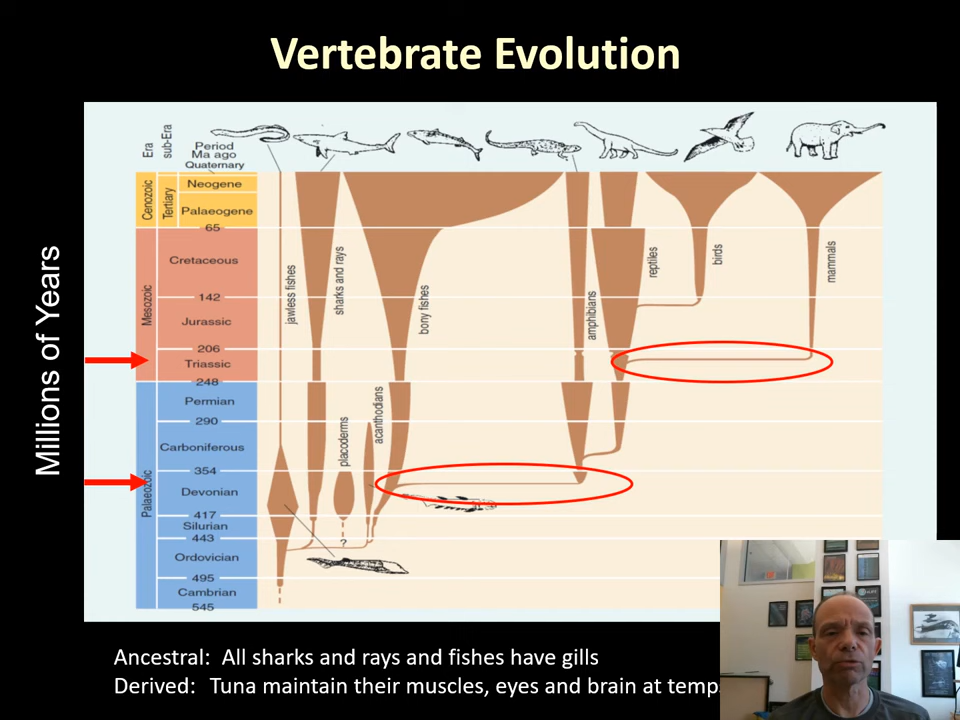 Vertebrate Evolution
Millions of Years
Era
sub-Era
Period
Ma ago
Quaternary
Cenozoic
Tertiary
Neogene
Palaeogene
65
Mesozoic
Cretaceous
142
Jurassic
206
Triassic
248
Palaeozoic
Permian
290
Carboniferous
354
Devonian
417
Silurian
443
Ordovician
495
Cambrian
545
jawless fishes
sharks and rays
placoderms
acanthodians
bony fishes
amphibians
reptiles
birds
mammals
?
Ancestral: All sharks and rays and fishes have gills
Derived: Tuna maintain their muscles, eyes and brain at temp